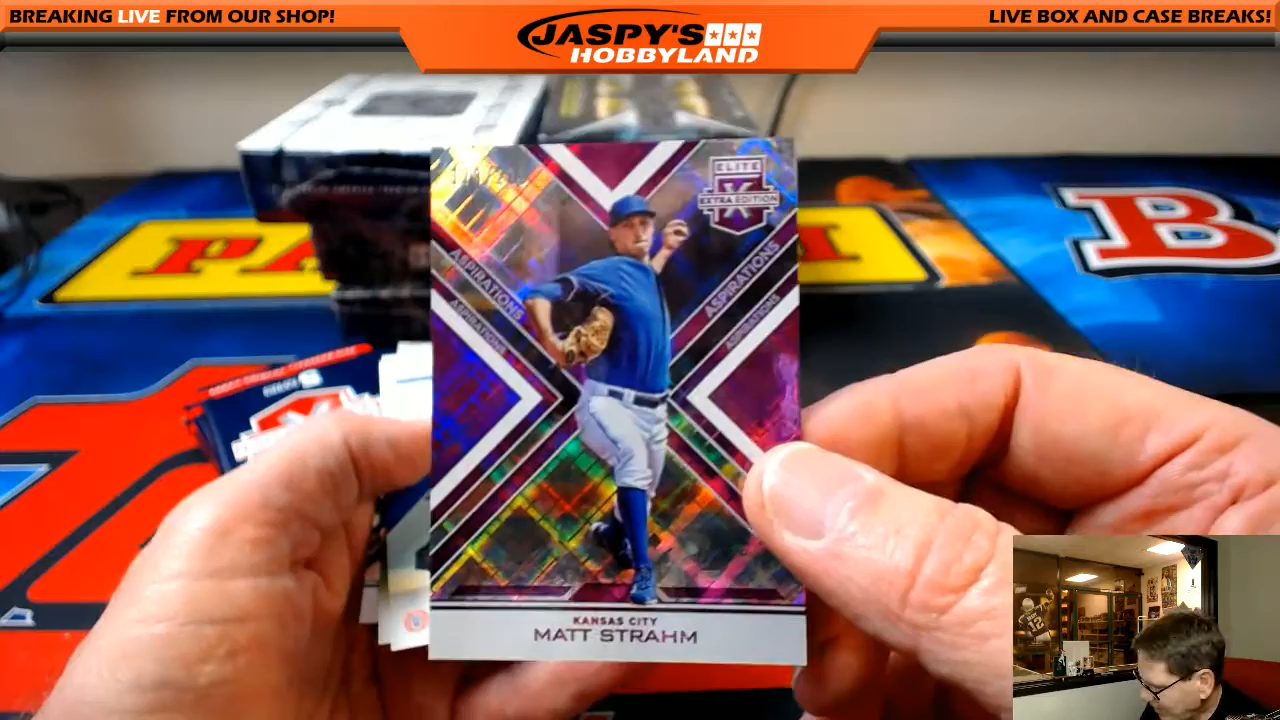 BREAKING LIVE FROM OUR SHOP!
JASPY'S
HOBBYLAND
LIVE BOX AND CASE BREAKS!
ELITE
X
EXTRA EDITION
ASPIRATIONS
ASPIRATIONS
ASPIRATIONS
ASPIRATIONS
B
KANSAS CITY
MATT STRAHM
12